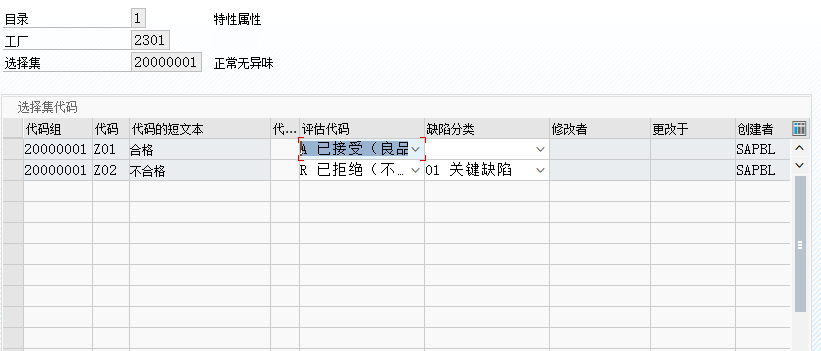 目录 1 特性属性
工厂 2301
选择集 20000001 正常无异味
选择集代码
代码组 代码 代码的短文本 代... 评估代码 缺陷分类 修改者 更改于 创建者
20000001 Z01 合格 A 已接受（良品 SAPBL
20000001 Z02 不合格 R 已拒绝（不… 01 关键缺陷 SAPBL